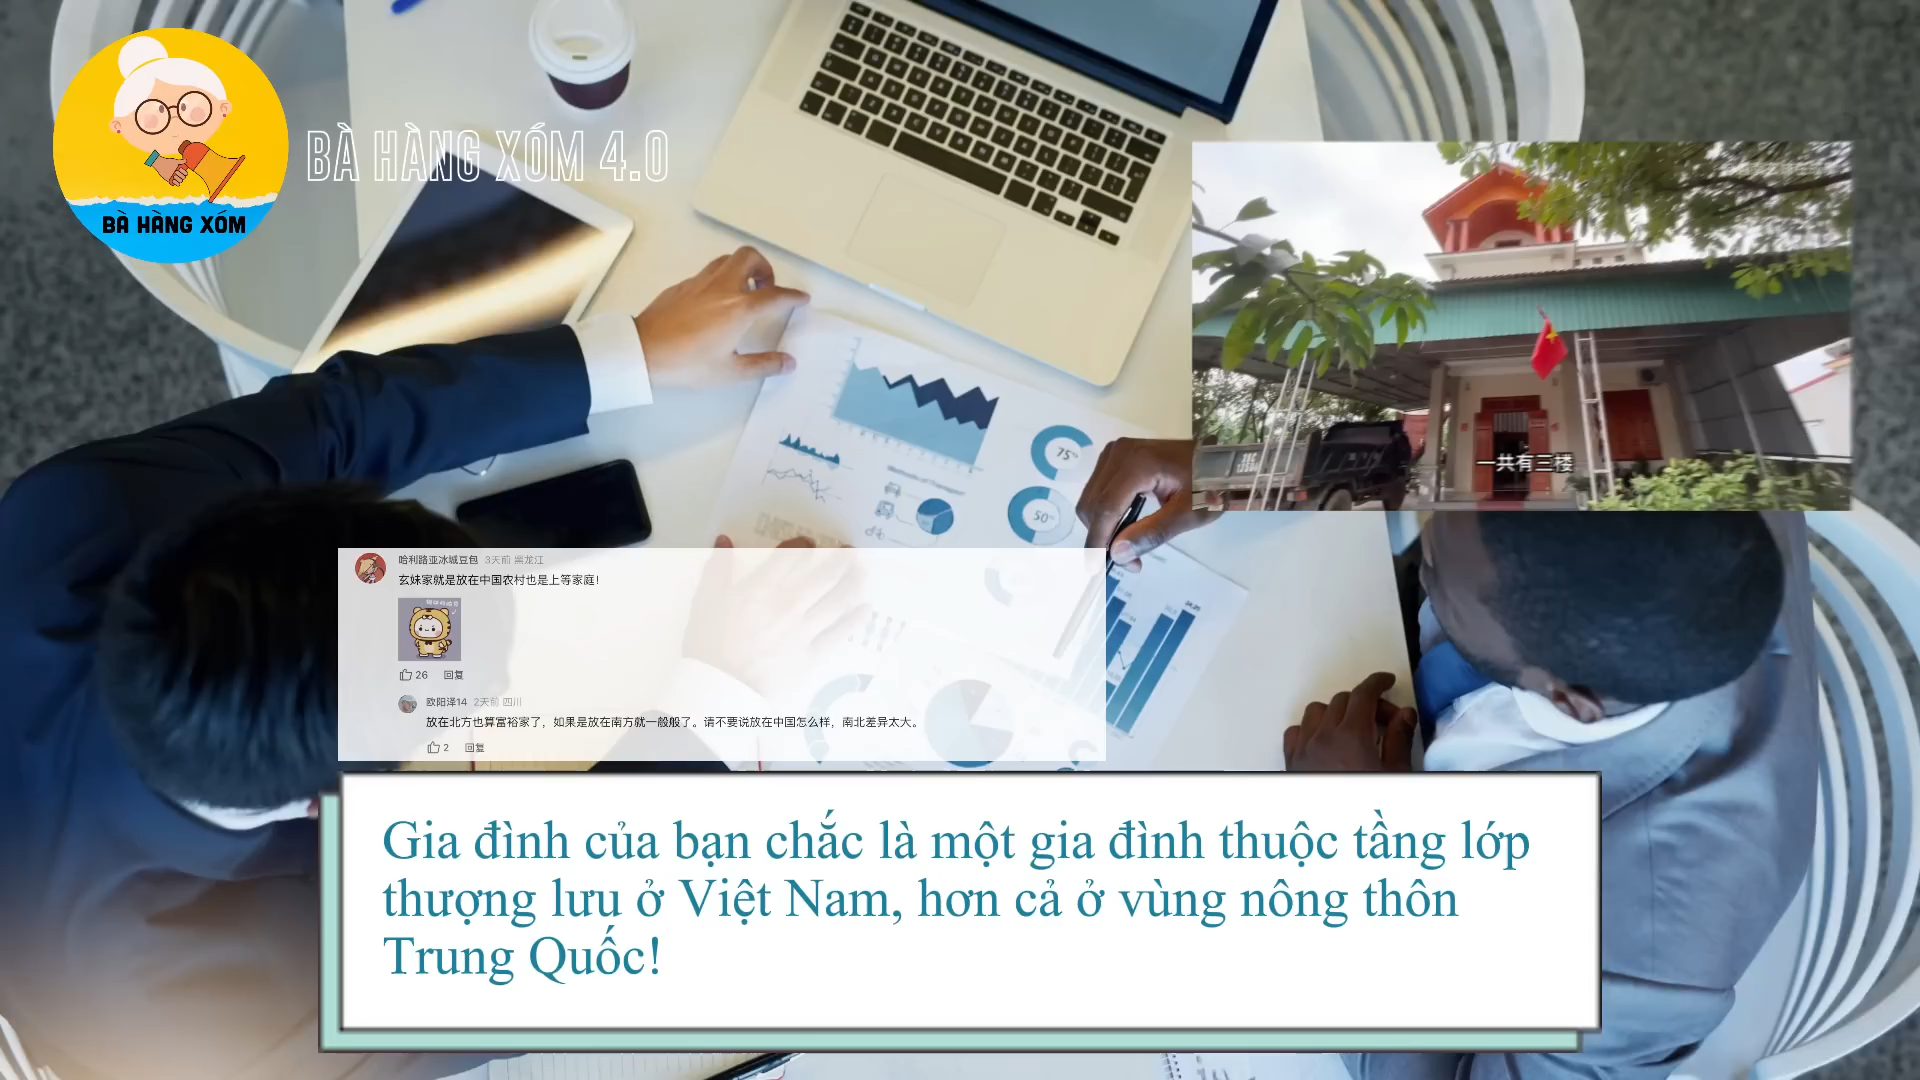 BÀ HÀNG XÓM
BÀ HÀNG XÓM 4.0
75%
50%
一共有三楼
哈利路亚冰城豆包 3天前 黑龙江
玄妹家就是放在中国农村也是上等家庭!
26 回复
欧阳泽14 2天前 四川
放在北方也算富裕家了，如果是放在南方就一般般了。请不要说放在中国怎么样，南北差异太大。
2 回复
Gia đình của bạn chắc là một gia đình thuộc tầng lớp
thượng lưu ở Việt Nam, hơn cả ở vùng nông thôn
Trung Quốc!